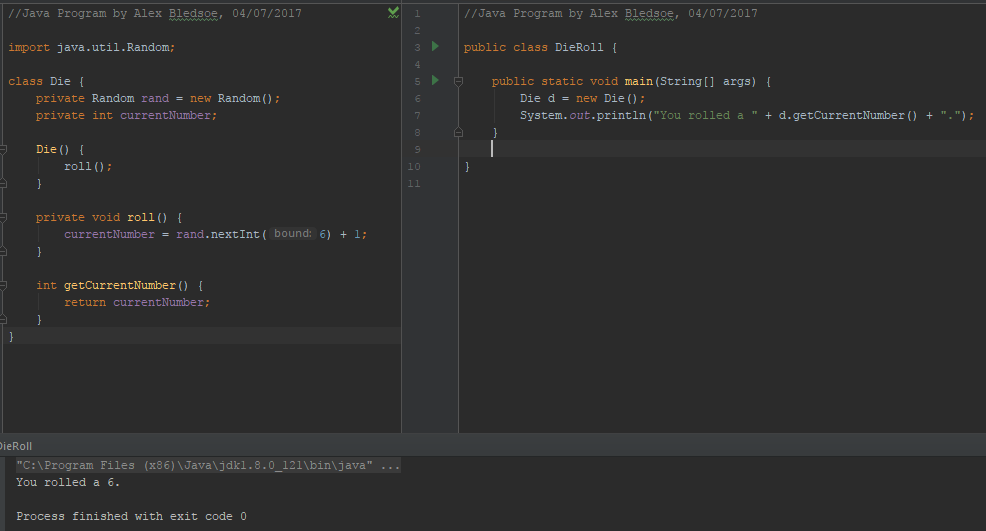 //Java Program by Alex Bledsoe, 04/07/2017
import java.util.Random;
class Die {
private Random rand = new Random();
private int currentNumber;
Die() {
roll();
}
private void roll() {
currentNumber = rand.nextInt( bound: 6) + 1;
}
int getCurrentNumber() {
return currentNumber;
}
}
1 //Java Program by Alex Bledsoe, 04/07/2017
2
3 public class DieRoll {
4
5 public static void main(String[] args) {
6 Die d = new Die();
7 System.out.println("You rolled a " + d.getCurrentNumber() + ".");
8 }
9
10 }
11
DieRoll
"C:\Program Files (x86)\Java\jdk1.8.0_121\bin\java" ...
You rolled a 6.
Process finished with exit code 0